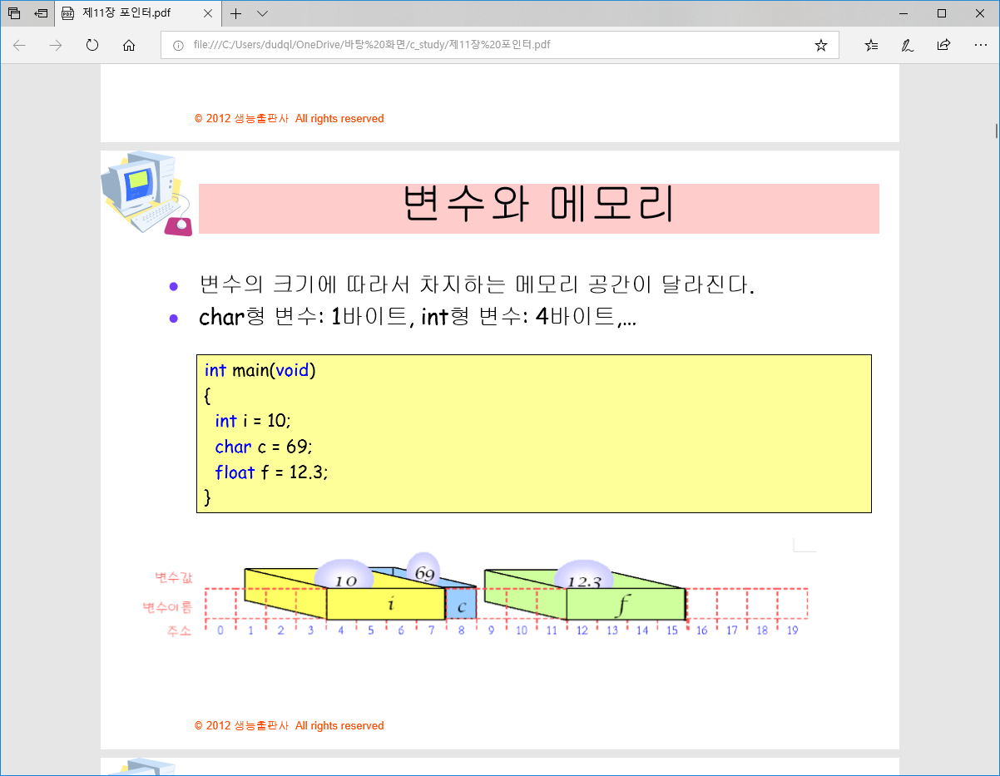 제11장 포인터.pdf
file:///C:/Users/dudql/OneDrive/바탕%20화면/c_study/제11장%20포인터.pdf
© 2012 생능출판사 All rights reserved
변수와 메모리
변수의 크기에 따라서 차지하는 메모리 공간이 달라진다.
char형 변수: 1바이트, int형 변수: 4바이트,...
int main(void)
{
int i = 10;
char c = 69;
float f = 12.3;
}
변수값 10 69 12.3
변수이름 i c f
주소 0 1 2 3 4 5 6 7 8 9 10 11 12 13 14 15 16 17 18 19
© 2012 생능출판사 All rights reserved